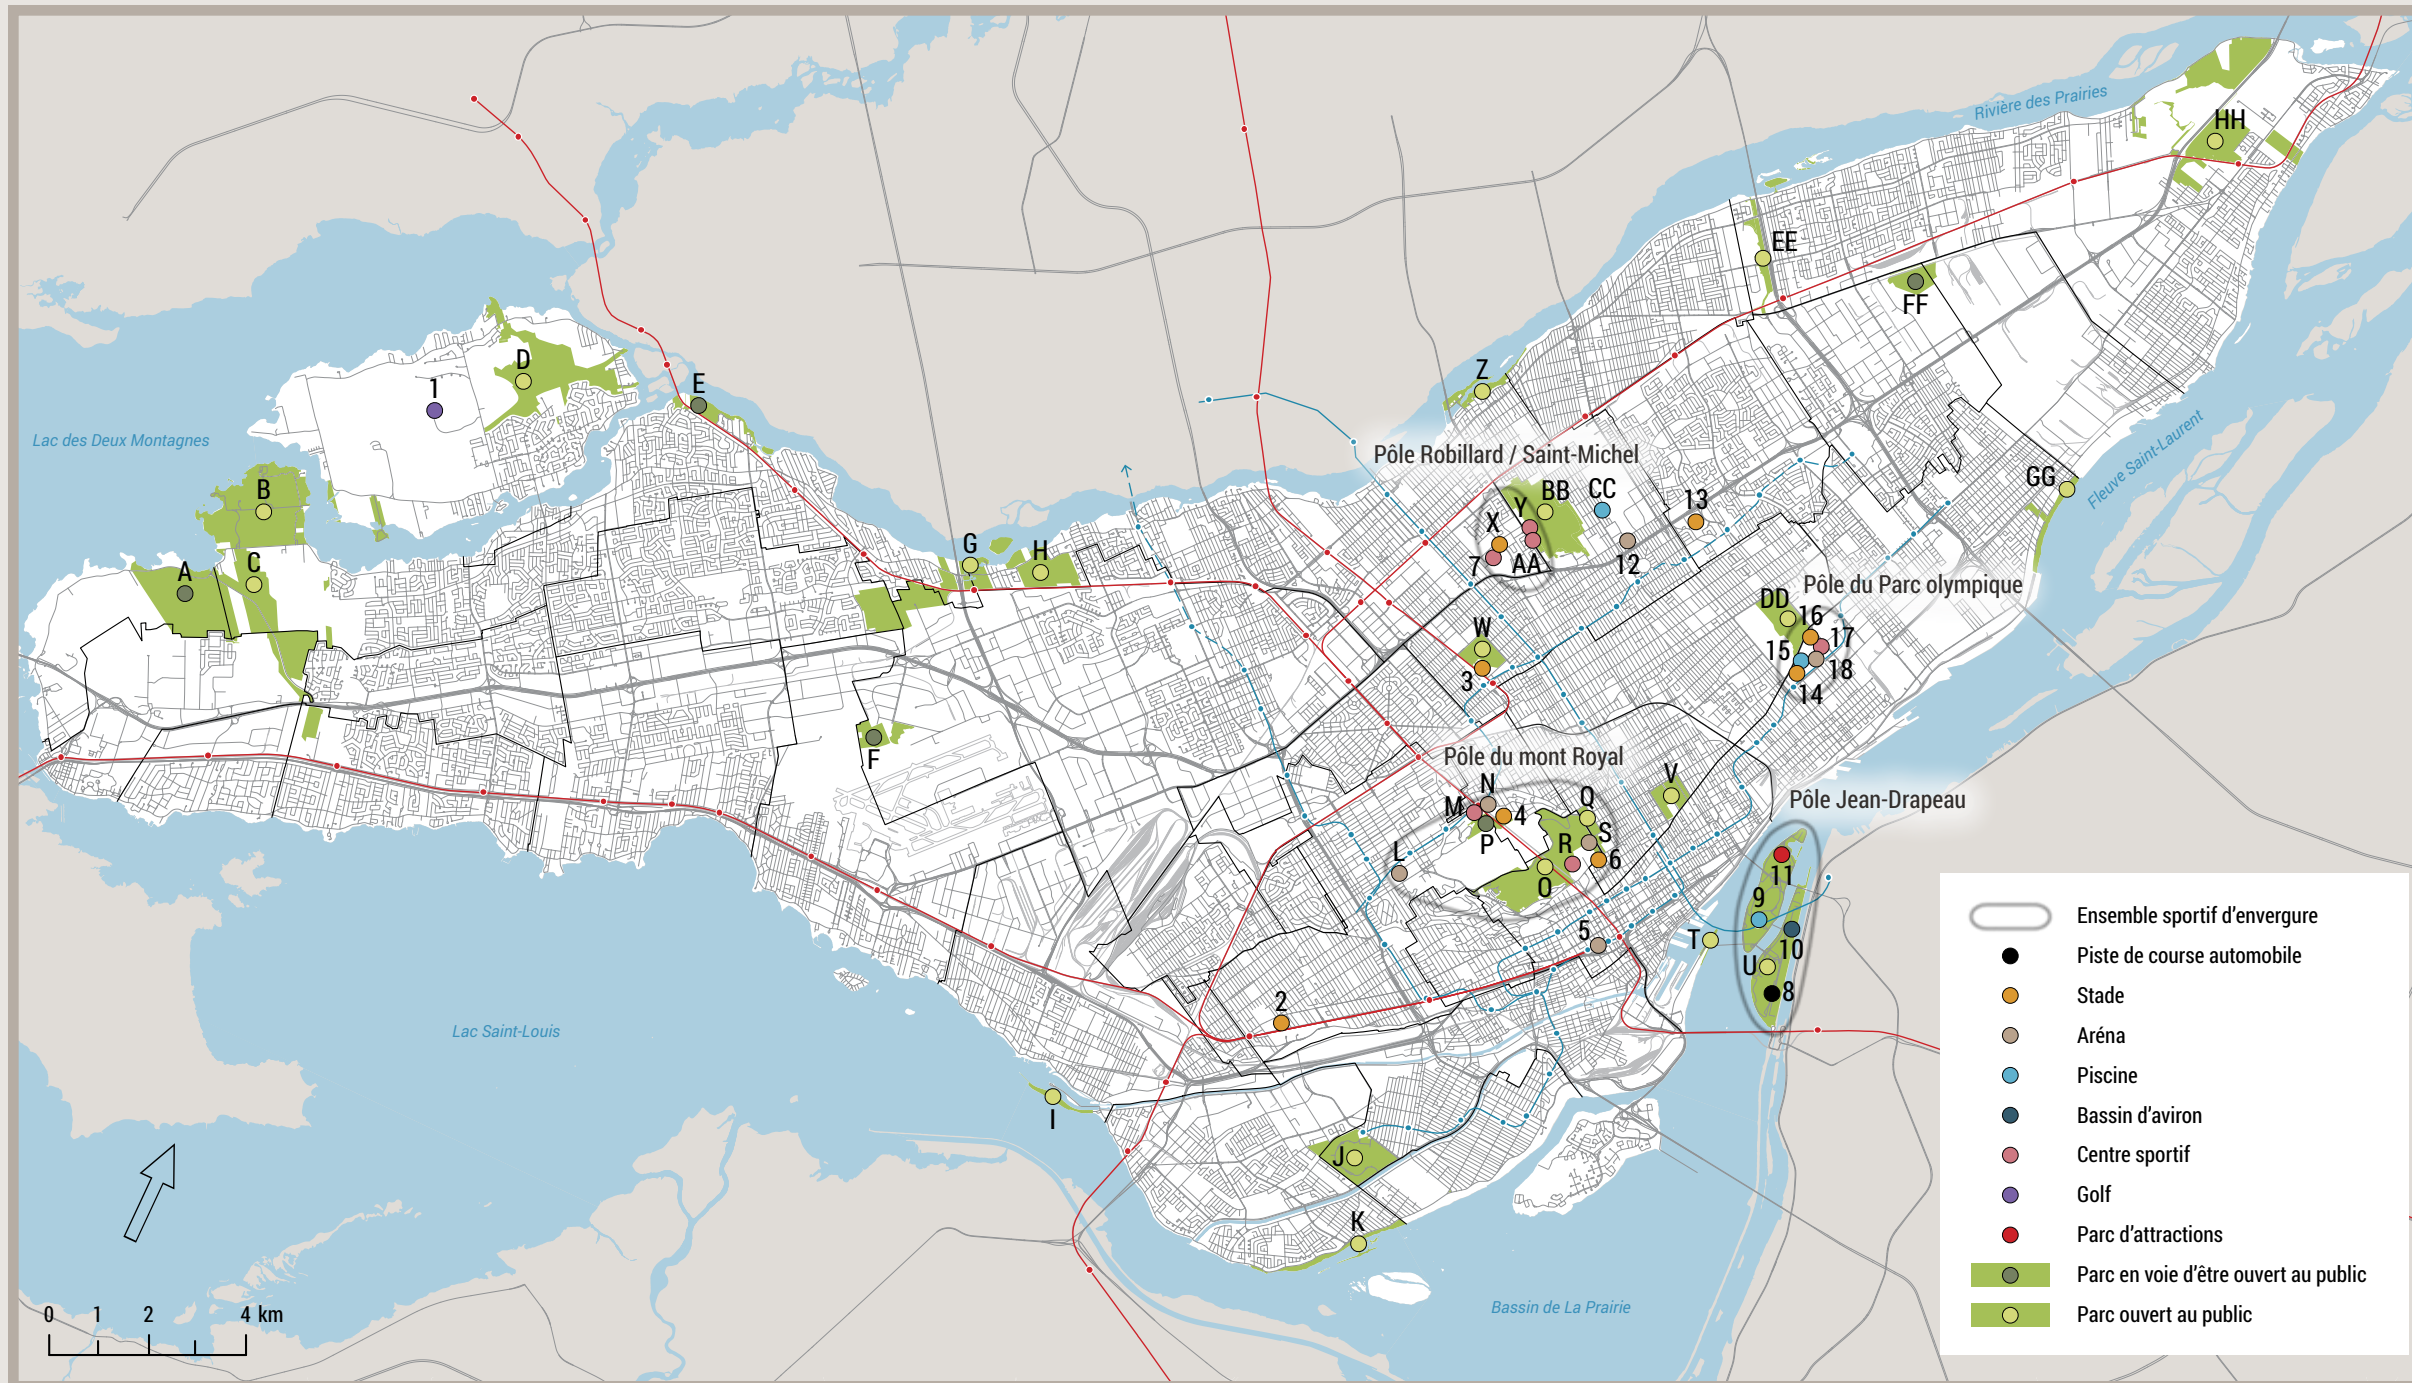 Rivière des Prairies
HH
EE
FF
D
Z
1
E
Lac des Deux Montagnes
Fleuve Saint-Laurent
Pôle Robillard / Saint-Michel
GG
B
BB
CC
Y
13
X
G
H
7
AA
12
A
C
Pôle du Parc olympique
DD
16
W
17
15
18
3
14
F
Pôle du mont Royal
V
N
Q
Pôle Jean-Drapeau
M
4
P
S
R
6
L
O
11
9
5
T
10
U
8
2
Lac Saint-Louis
I
J
K
Bassin de La Prairie
0 1 2 4 km
Ensemble sportif d'envergure
Piste de course automobile
Stade
Aréna
Piscine
Bassin d'aviron
Centre sportif
Golf
Parc d'attractions
Parc en voie d'être ouvert au public
Parc ouvert au public